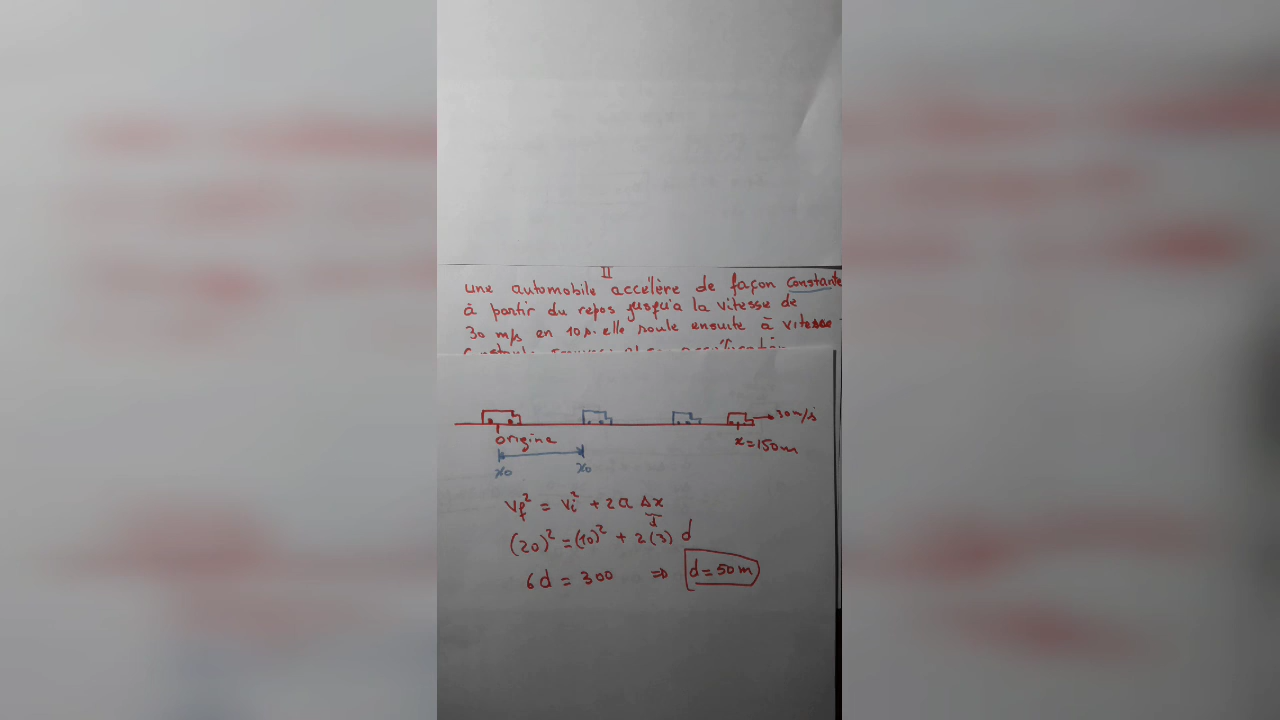 II
une automobile accélère de façon constante
à partir du repos jusqu'a la vitesse de
30 m/s en 10s. elle roule ensuite à vitesse
30 m/s
origine
x = 150m
x₀ x₀
Vf² = Vi² + 2a Δx
d
(20)² = (10)² + 2(3) d
6d = 300 ⇒ d = 50 m